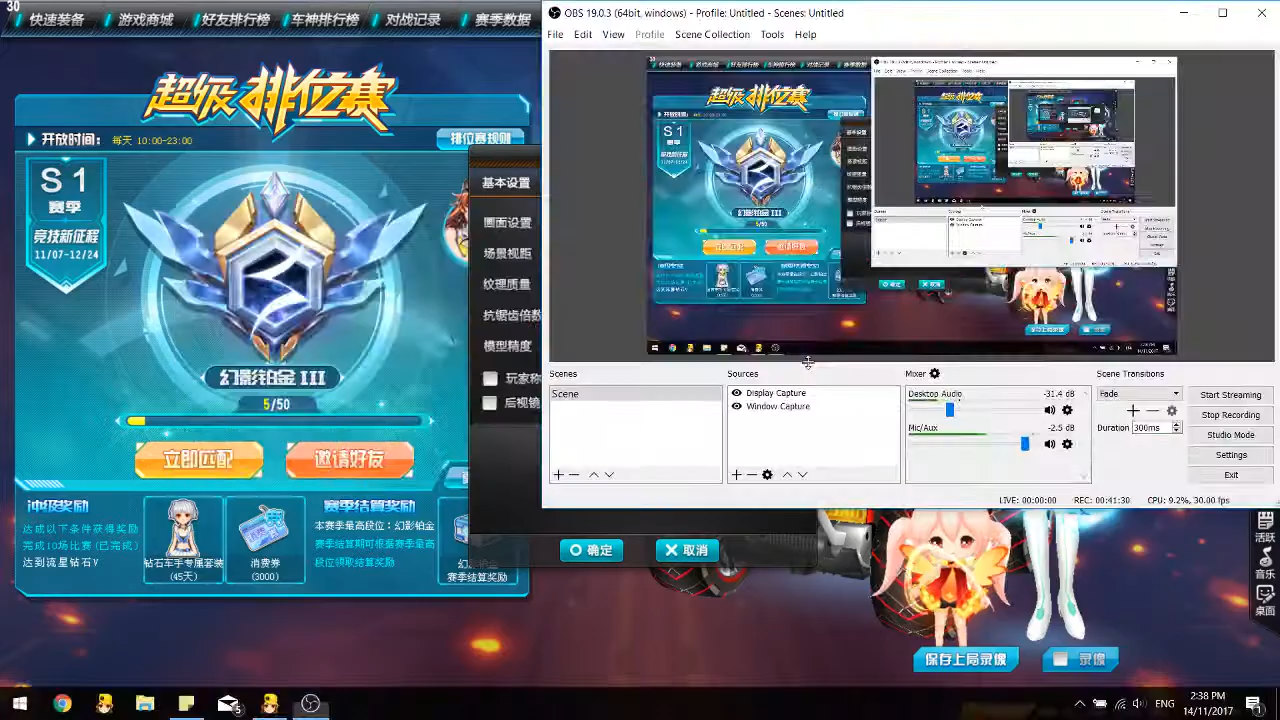 30
快速装备
游戏商城
好友排行榜
车神排行榜
对战记录
赛季数据
超级排位赛
开放时间:
每天 10:00-23:00
排位赛规则
S1
赛季
竞技新征程
11/07-12/24
幻影铂金 III
5/50
立即匹配
邀请好友
冲级奖励
达成以下条件获得奖励
完成10场比赛(已完成)
达到流星钻石V
钻石车手专属套装
(45天)
消费券
(3000)
赛季结算奖励
本赛季最高段位：幻影铂金
赛季结算期可根据赛季最高
段位领取结算奖励
赛季结算奖励
基本设置
画面设置
场景视距
纹理质量
抗锯齿倍数
模型精度
玩家称
后视镜
确定
取消
OBS 19.0.3 (64bit, windows) - Profile: Untitled - Scenes: Untitled
File
Edit
View
Profile
Scene Collection
Tools
Help
Scenes
Scene
Sources
Display Capture
Window Capture
Mixer
Desktop Audio
-31.4 dB
Mic/Aux
-2.5 dB
Scene Transitions
Fade
Duration
300ms
Start Streaming
Stop Recording
Studio Mode
Settings
Exit
LIVE: 00:00:00
REC: 00:41:30
CPU: 9.2%, 30.00 fps
活跃
音乐
桌面
保存上局录像
录像
ENG
2:38 PM
14/11/2017